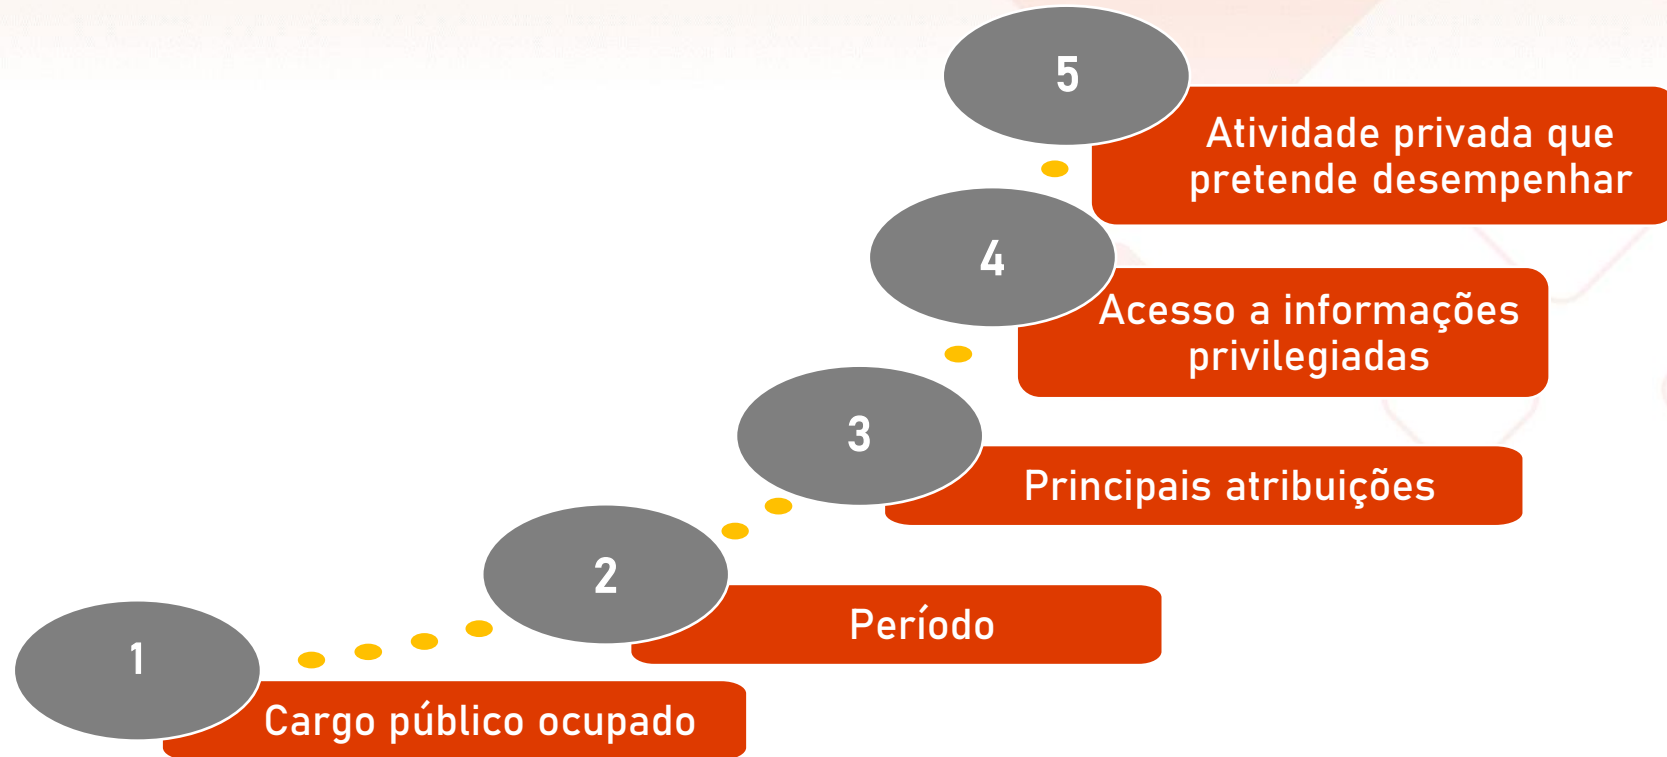 5
Atividade privada que
pretende desempenhar
4
Acesso a informações
privilegiadas
3
Principais atribuições
2
Período
1
Cargo público ocupado